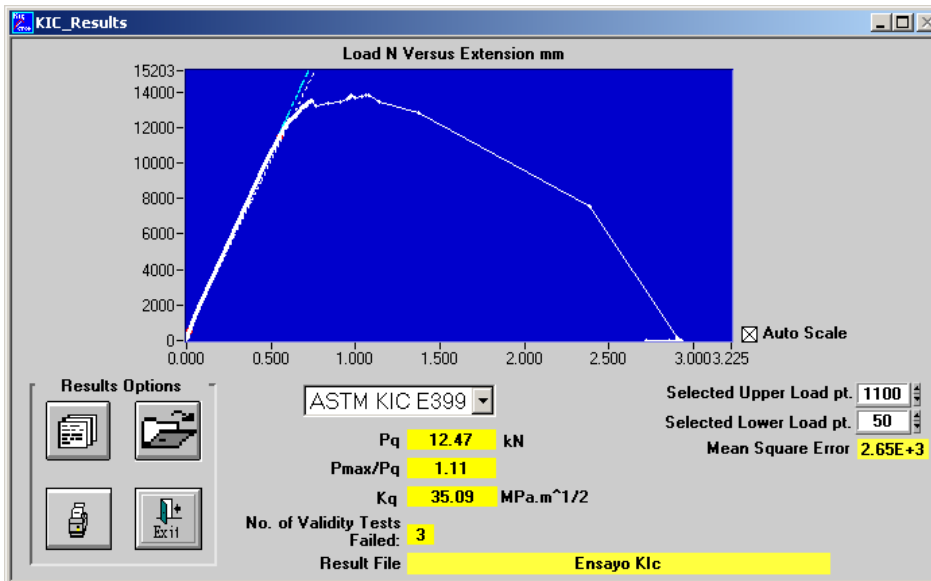 KIC_Results
Load N Versus Extension mm
15203
14000
12000
10000
8000
6000
4000
2000
0
0.000 0.500 1.000 1.500 2.000 2.500 3.000 3.225
Auto Scale
Results Options
Exit
ASTM KIC E399
Pq 12.47 kN
Pmax/Pq 1.11
Kq 35.09 MPa.m^1/2
No. of Validity Tests
Failed: 3
Result File Ensayo KIc
Selected Upper Load pt. 1100
Selected Lower Load pt. 50
Mean Square Error 2.65E+3